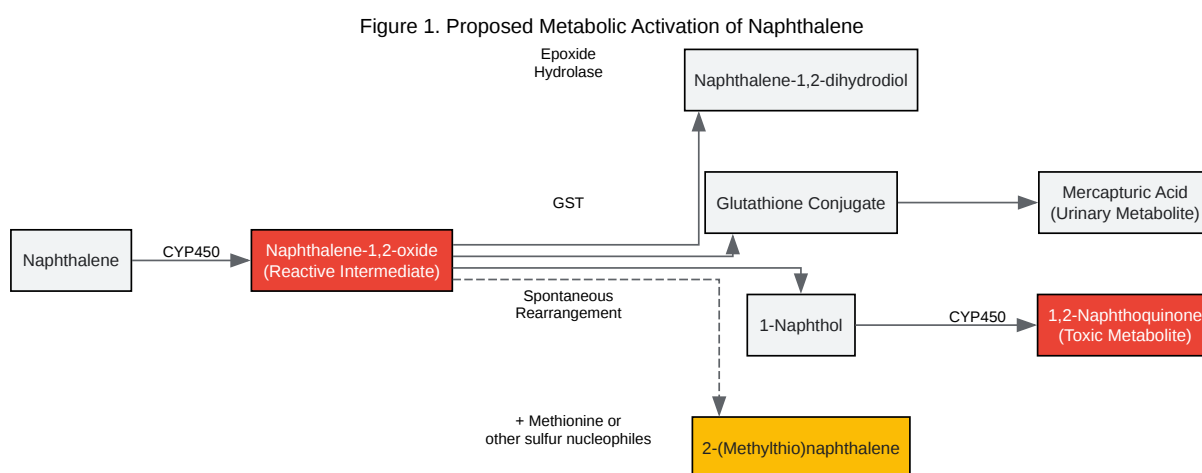 Figure 1. Proposed Metabolic Activation of Naphthalene
Epoxide
Hydrolase
Naphthalene-1,2-dihydrodiol
GST
Glutathione Conjugate
Mercapturic Acid
(Urinary Metabolite)
Naphthalene
CYP450
Naphthalene-1,2-oxide
(Reactive Intermediate)
Spontaneous
Rearrangement
1-Naphthol
CYP450
1,2-Naphthoquinone
(Toxic Metabolite)
+ Methionine or
other sulfur nucleophiles
2-(Methylthio)naphthalene